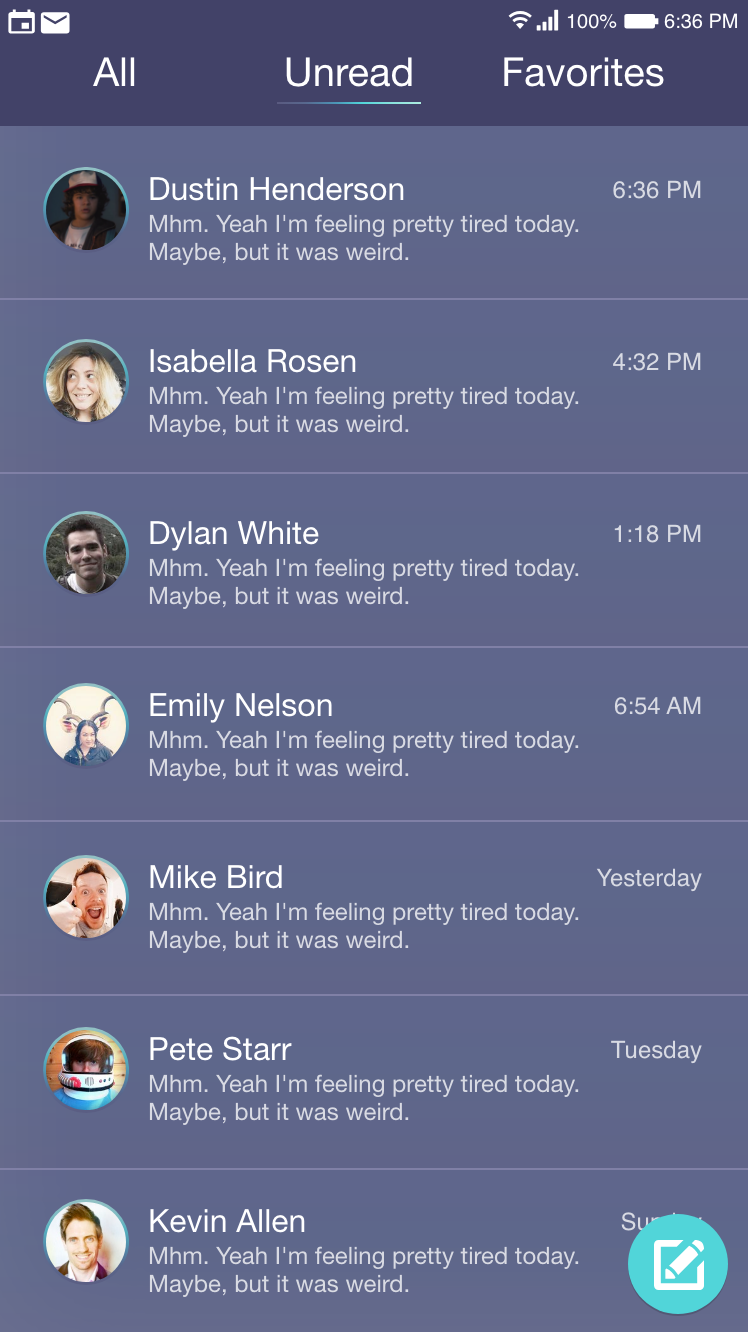 100% 6:36 PM
All Unread Favorites
Dustin Henderson 6:36 PM
Mhm. Yeah I'm feeling pretty tired today.
Maybe, but it was weird.
Isabella Rosen 4:32 PM
Mhm. Yeah I'm feeling pretty tired today.
Maybe, but it was weird.
Dylan White 1:18 PM
Mhm. Yeah I'm feeling pretty tired today.
Maybe, but it was weird.
Emily Nelson 6:54 AM
Mhm. Yeah I'm feeling pretty tired today.
Maybe, but it was weird.
Mike Bird Yesterday
Mhm. Yeah I'm feeling pretty tired today.
Maybe, but it was weird.
Pete Starr Tuesday
Mhm. Yeah I'm feeling pretty tired today.
Maybe, but it was weird.
Kevin Allen Sunday
Mhm. Yeah I'm feeling pretty tired today.
Maybe, but it was weird.